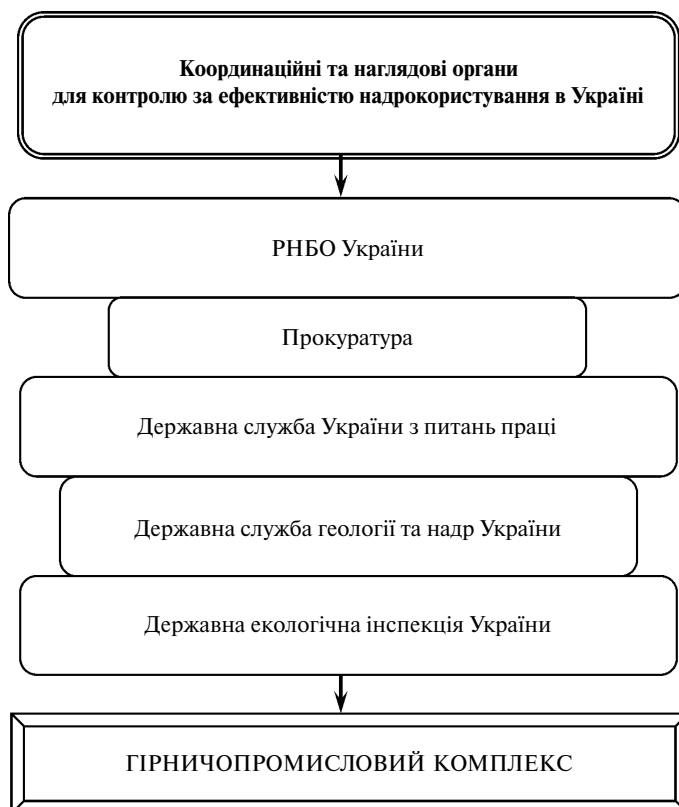 Координаційні та наглядові органи
для контролю за ефективністю надрокористування в Україні
РНБО України
Прокуратура
Державна служба України з питань праці
Державна служба геології та надр України
Державна екологічна інспекція України
ГІРНИЧОПРОМИСЛОВИЙ КОМПЛЕКС